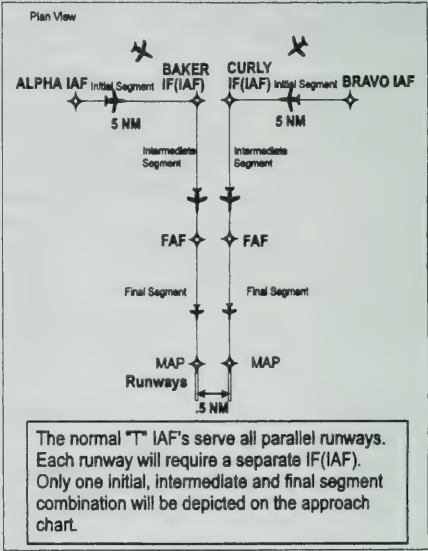 Plan View
ALPHA IAF
Initial Segment
BAKER
IF(IAF)
CURLY
IF(IAF)
Initial Segment
BRAVO IAF
5 NM
5 NM
Intermediate
Segment
Intermediate
Segment
FAF
FAF
Final Segment
Final Segment
MAP
MAP
Runways
.5 NM
The normal "T" IAF's serve all parallel runways.
Each runway will require a separate IF(IAF).
Only one initial, intermediate and final segment
combination will be depicted on the approach
chart.